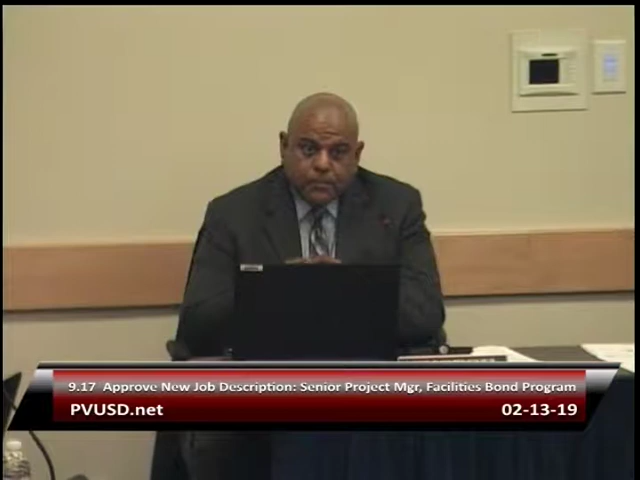 9.17 Approve New Job Description: Senior Project Mgr, Facilities Bond Program
PVUSD.net 02-13-19